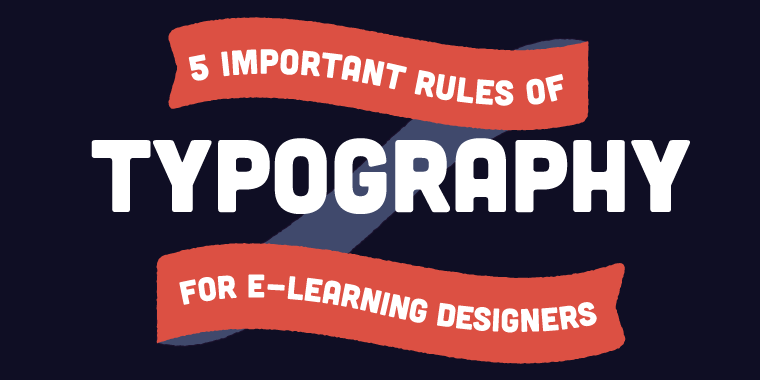 5 IMPORTANT RULES OF
TYPOGRAPHY
FOR E-LEARNING DESIGNERS